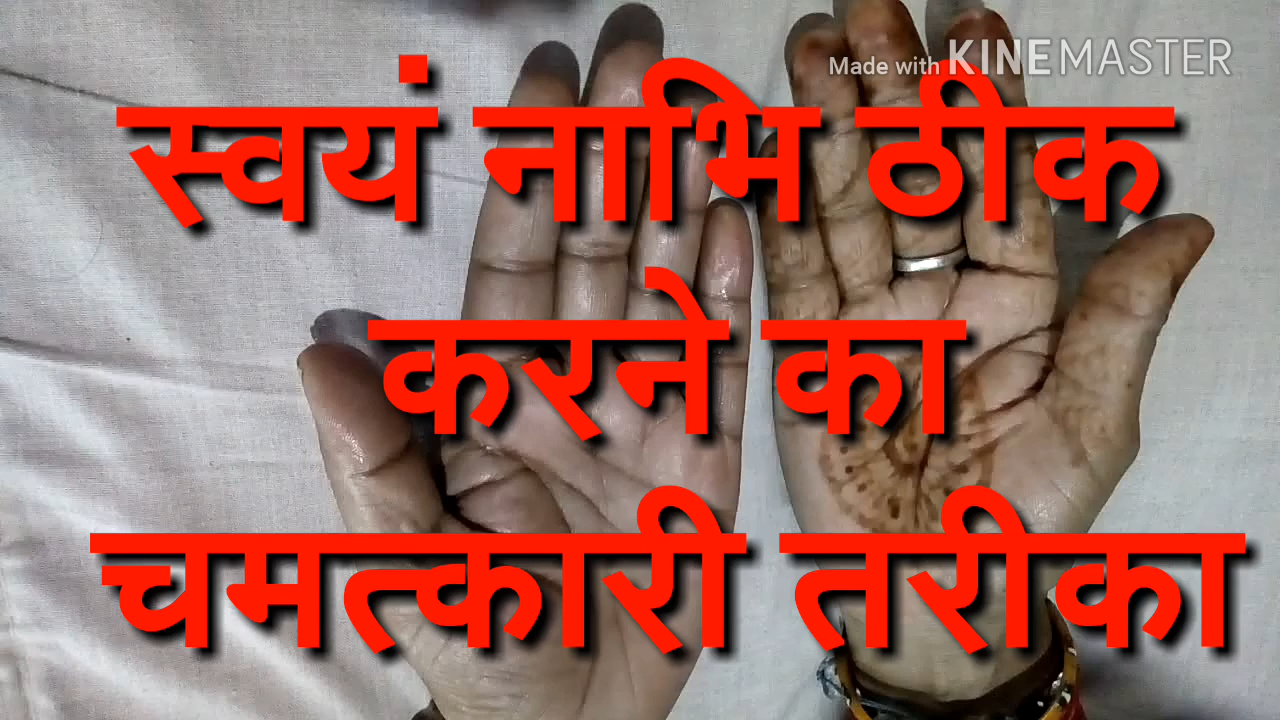 Made with KINEMASTER
स्वयं नाभि ठीक
करने का
चमत्कारी तरीका